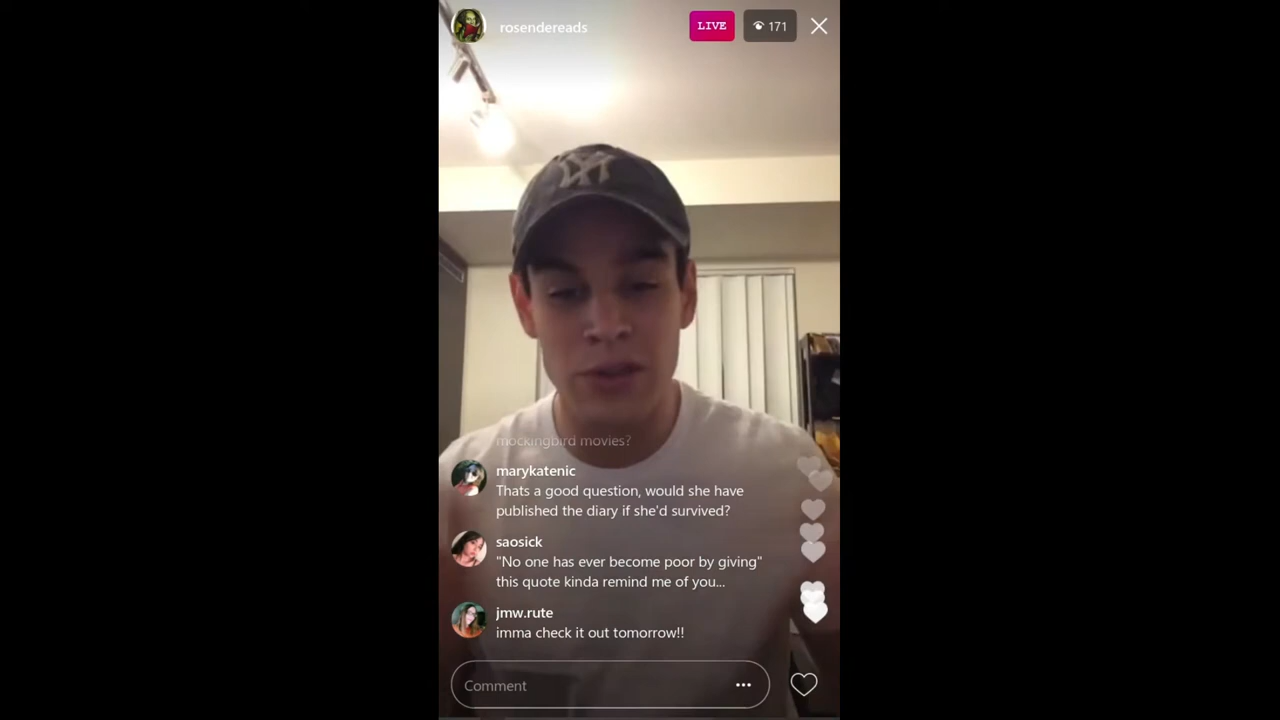 rosendereads
LIVE
171
NY
mockingbird movies?
marykatenic
Thats a good question, would she have
published the diary if she'd survived?
saosick
"No one has ever become poor by giving"
this quote kinda remind me of you...
jmw.rute
imma check it out tomorrow!!
Comment